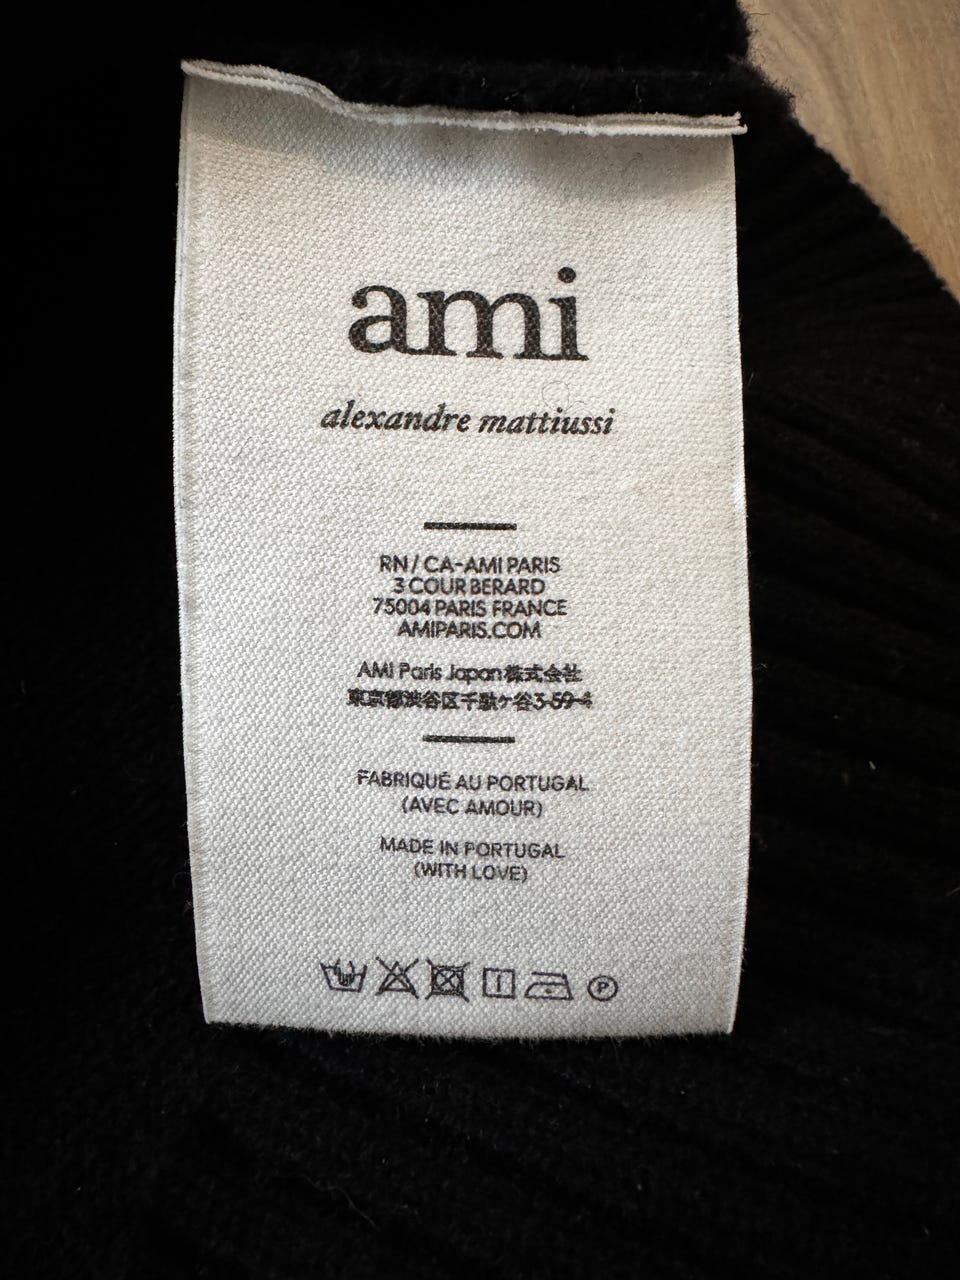 ami
alexandre mattiussi
RN / CA-AMI PARIS
3 COUR BERARD
75004 PARIS FRANCE
AMIPARIS.COM
AMI Paris Japan株式会社
東京都渋谷区千駄ヶ谷3-59-4
FABRIQUÉ AU PORTUGAL
(AVEC AMOUR)
MADE IN PORTUGAL
(WITH LOVE)
P